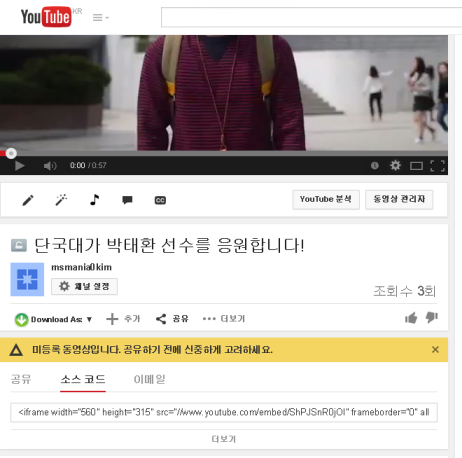 YouTube KR
0:00 / 0:57
CC
YouTube 분석
동영상 관리자
단국대가 박태환 선수를 응원합니다!
msmania0kim
채널 설정
조회수 3회
Download As: ▼
추가
공유
더보기
미등록 동영상입니다. 공유하기 전에 신중하게 고려하세요.
공유 소스 코드 이메일
<iframe width="560" height="315" src="//www.youtube.com/embed/ShPJSnR0jOI" frameborder="0" all
더보기